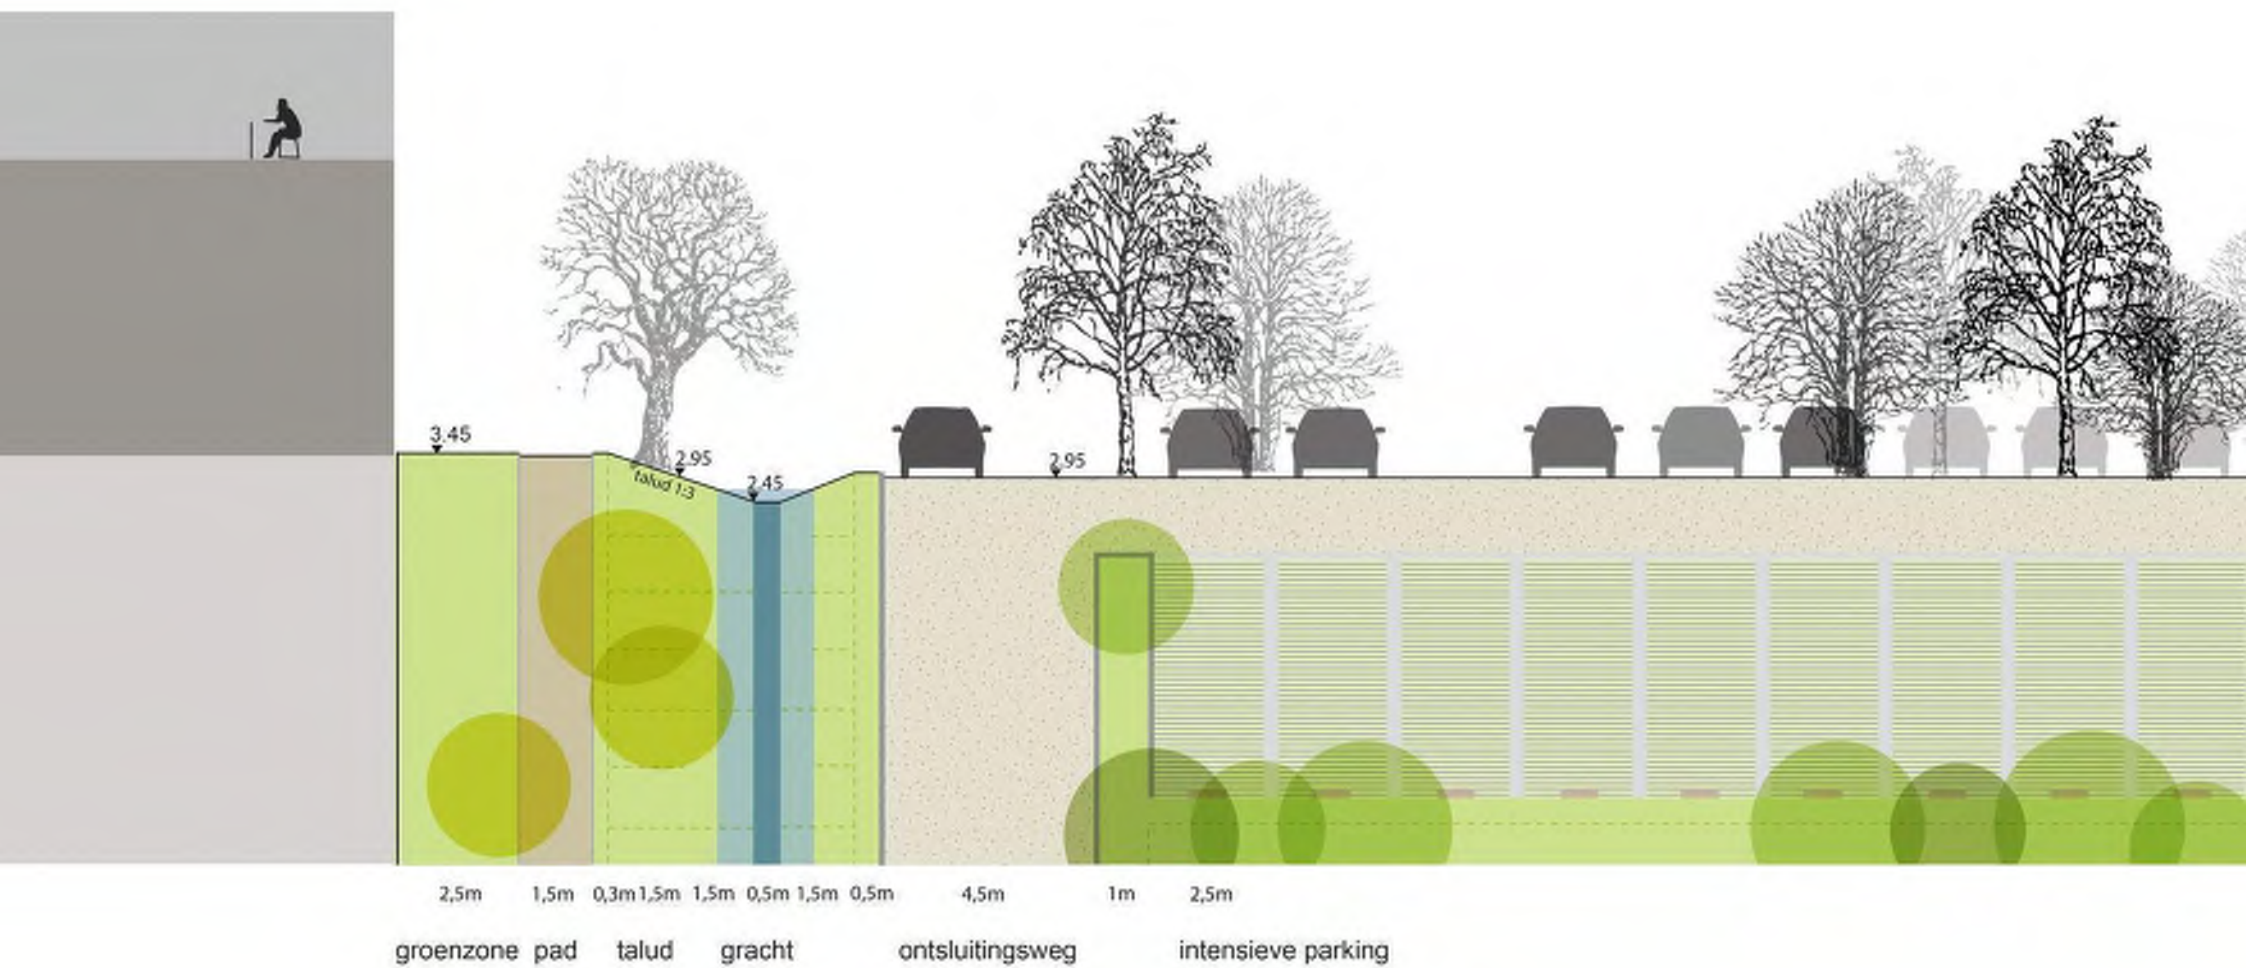 3.45
2.95
talud 1:3
2.45
2.95
2,5m 1,5m 0,3m 1,5m 1,5m 0,5m 1,5m 0,5m 4,5m 1m 2,5m
groenzone pad talud gracht ontsluitingsweg intensieve parking